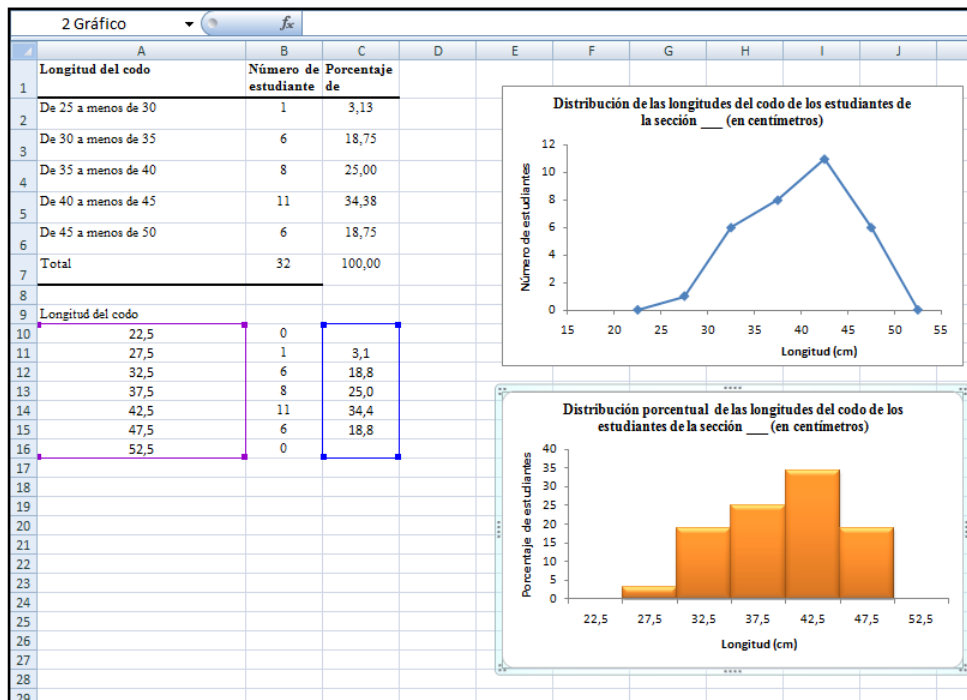 2 Gráfico fx
A B C D E F G H I J
1 Longitud del codo Número de estudiante Porcentaje de
2 De 25 a menos de 30 1 3,13
3 De 30 a menos de 35 6 18,75
4 De 35 a menos de 40 8 25,00
5 De 40 a menos de 45 11 34,38
6 De 45 a menos de 50 6 18,75
7 Total 32 100,00
8
9 Longitud del codo
10 22,5 0
11 27,5 1 3,1
12 32,5 6 18,8
13 37,5 8 25,0
14 42,5 11 34,4
15 47,5 6 18,8
16 52,5 0
17
18
19
20
21
22
23
24
25
26
27
28
29
Distribución de las longitudes del codo de los estudiantes de
la sección ___ (en centímetros)
Número de estudiantes
12
10
8
6
4
2
0
15 20 25 30 35 40 45 50 55
Longitud (cm)
Distribución porcentual de las longitudes del codo de los
estudiantes de la sección ___ (en centímetros)
Porcentaje de estudiantes
40
35
30
25
20
15
10
5
0
22,5 27,5 32,5 37,5 42,5 47,5 52,5
Longitud (cm)